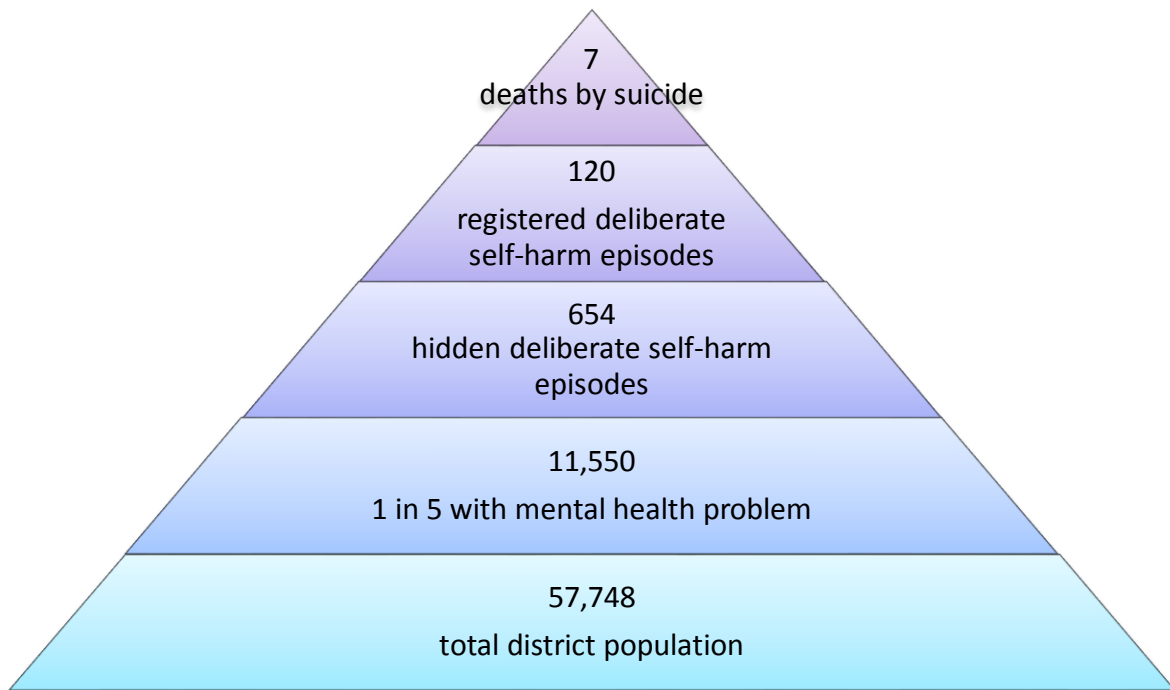 7
deaths by suicide
120
registered deliberate
self-harm episodes
654
hidden deliberate self-harm
episodes
11,550
1 in 5 with mental health problem
57,748
total district population